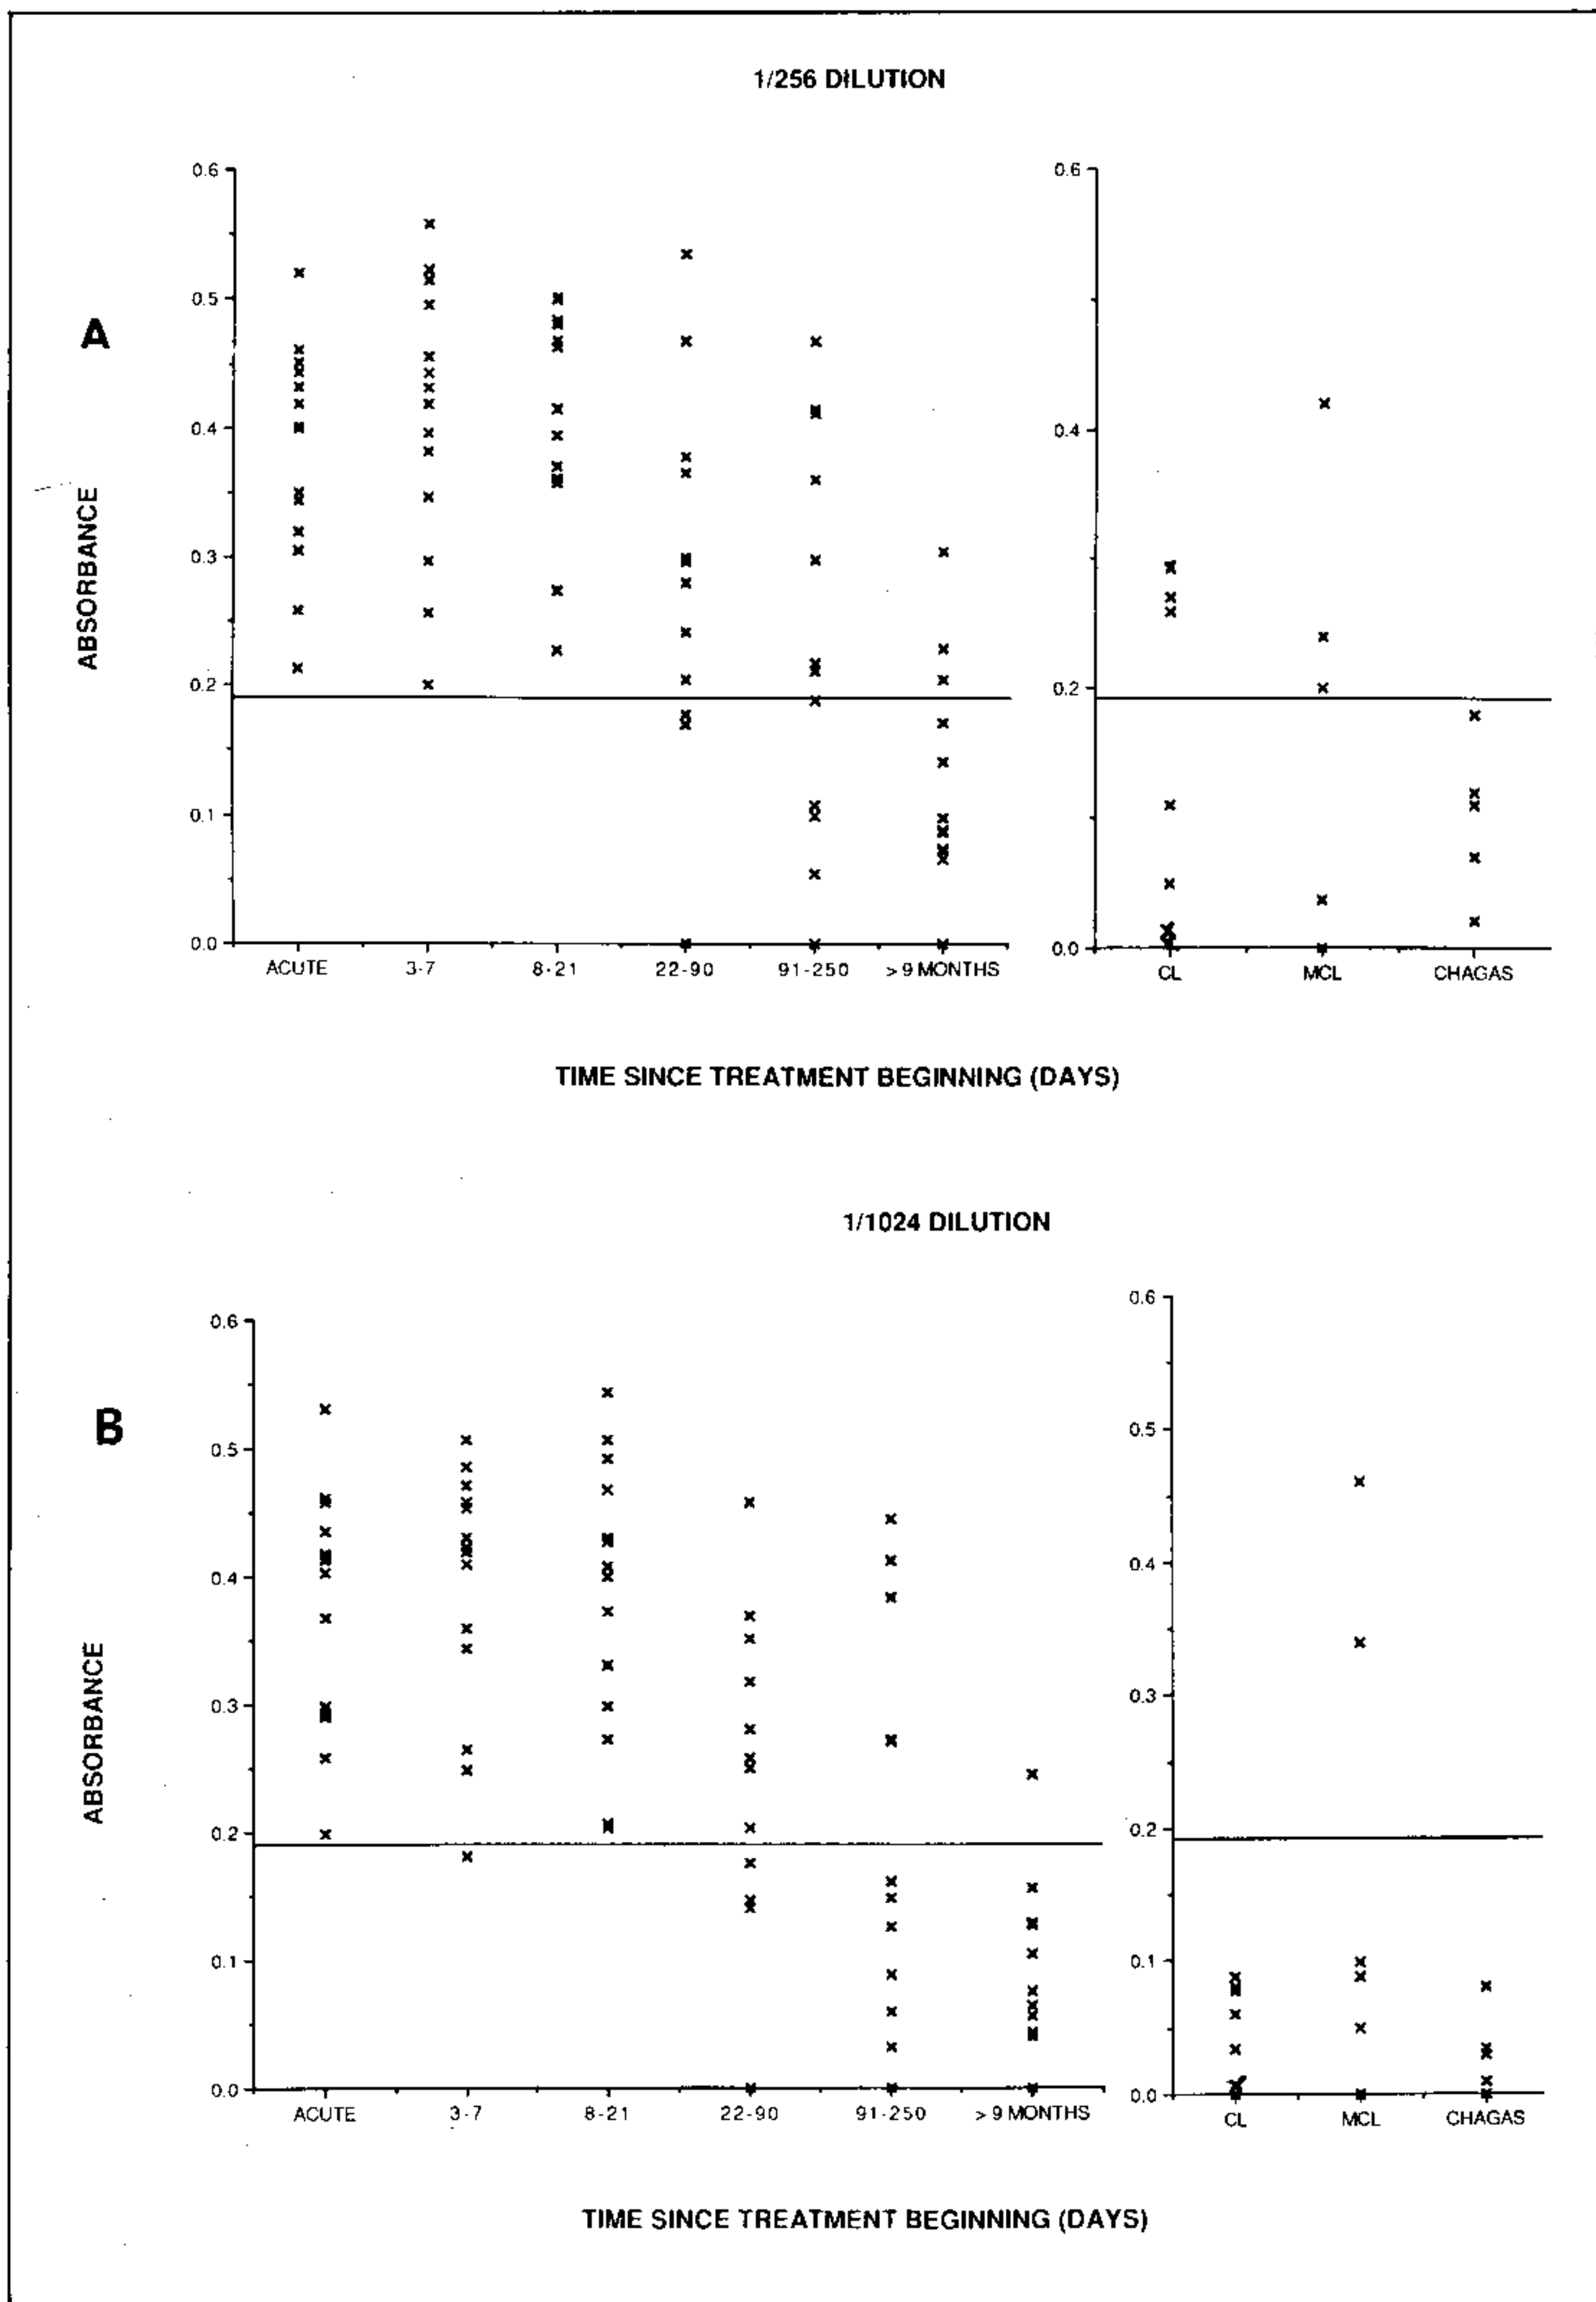 1/256 DILUTION
A
ABSORBANCE
0.6
0.5
0.4
0.3
0.2
0.1
0.0
ACUTE 3-7 8-21 22-90 91-250 > 9 MONTHS
0.6
0.4
0.2
0.0
CL MCL CHAGAS
TIME SINCE TREATMENT BEGINNING (DAYS)
1/1024 DILUTION
B
ABSORBANCE
0.6
0.5
0.4
0.3
0.2
0.1
0.0
ACUTE 3-7 8-21 22-90 91-250 > 9 MONTHS
0.6
0.5
0.4
0.3
0.2
0.1
0.0
CL MCL CHAGAS
TIME SINCE TREATMENT BEGINNING (DAYS)